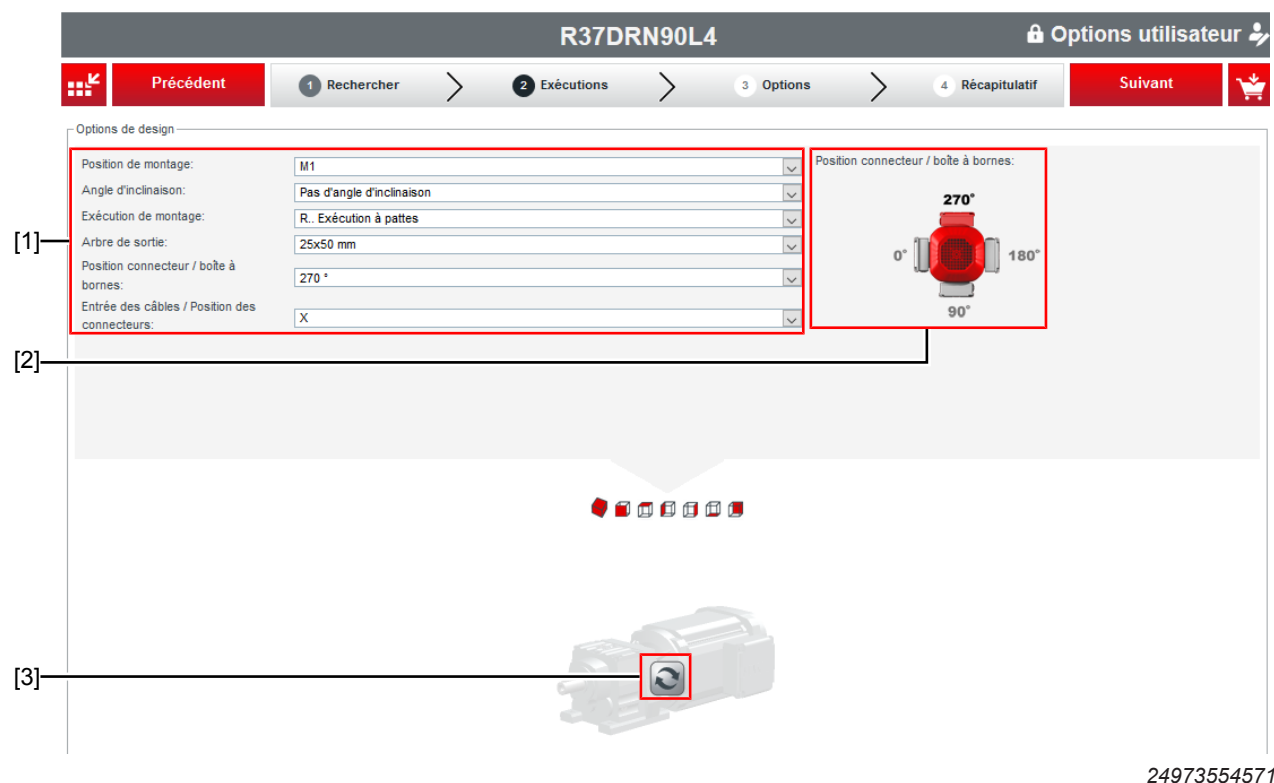 R37DRN90L4
Options utilisateur
Précédent
1 Rechercher
2 Exécutions
3 Options
4 Récapitulatif
Suivant
Options de design
Position de montage:
M1
Angle d'inclinaison:
Pas d'angle d'inclinaison
Exécution de montage:
R.. Exécution à pattes
Arbre de sortie:
25x50 mm
Position connecteur / boîte à
bornes:
270 °
Entrée des câbles / Position des
connecteurs:
X
Position connecteur / boîte à bornes:
270°
0°
180°
90°
[1]
[2]
[3]
24973554571